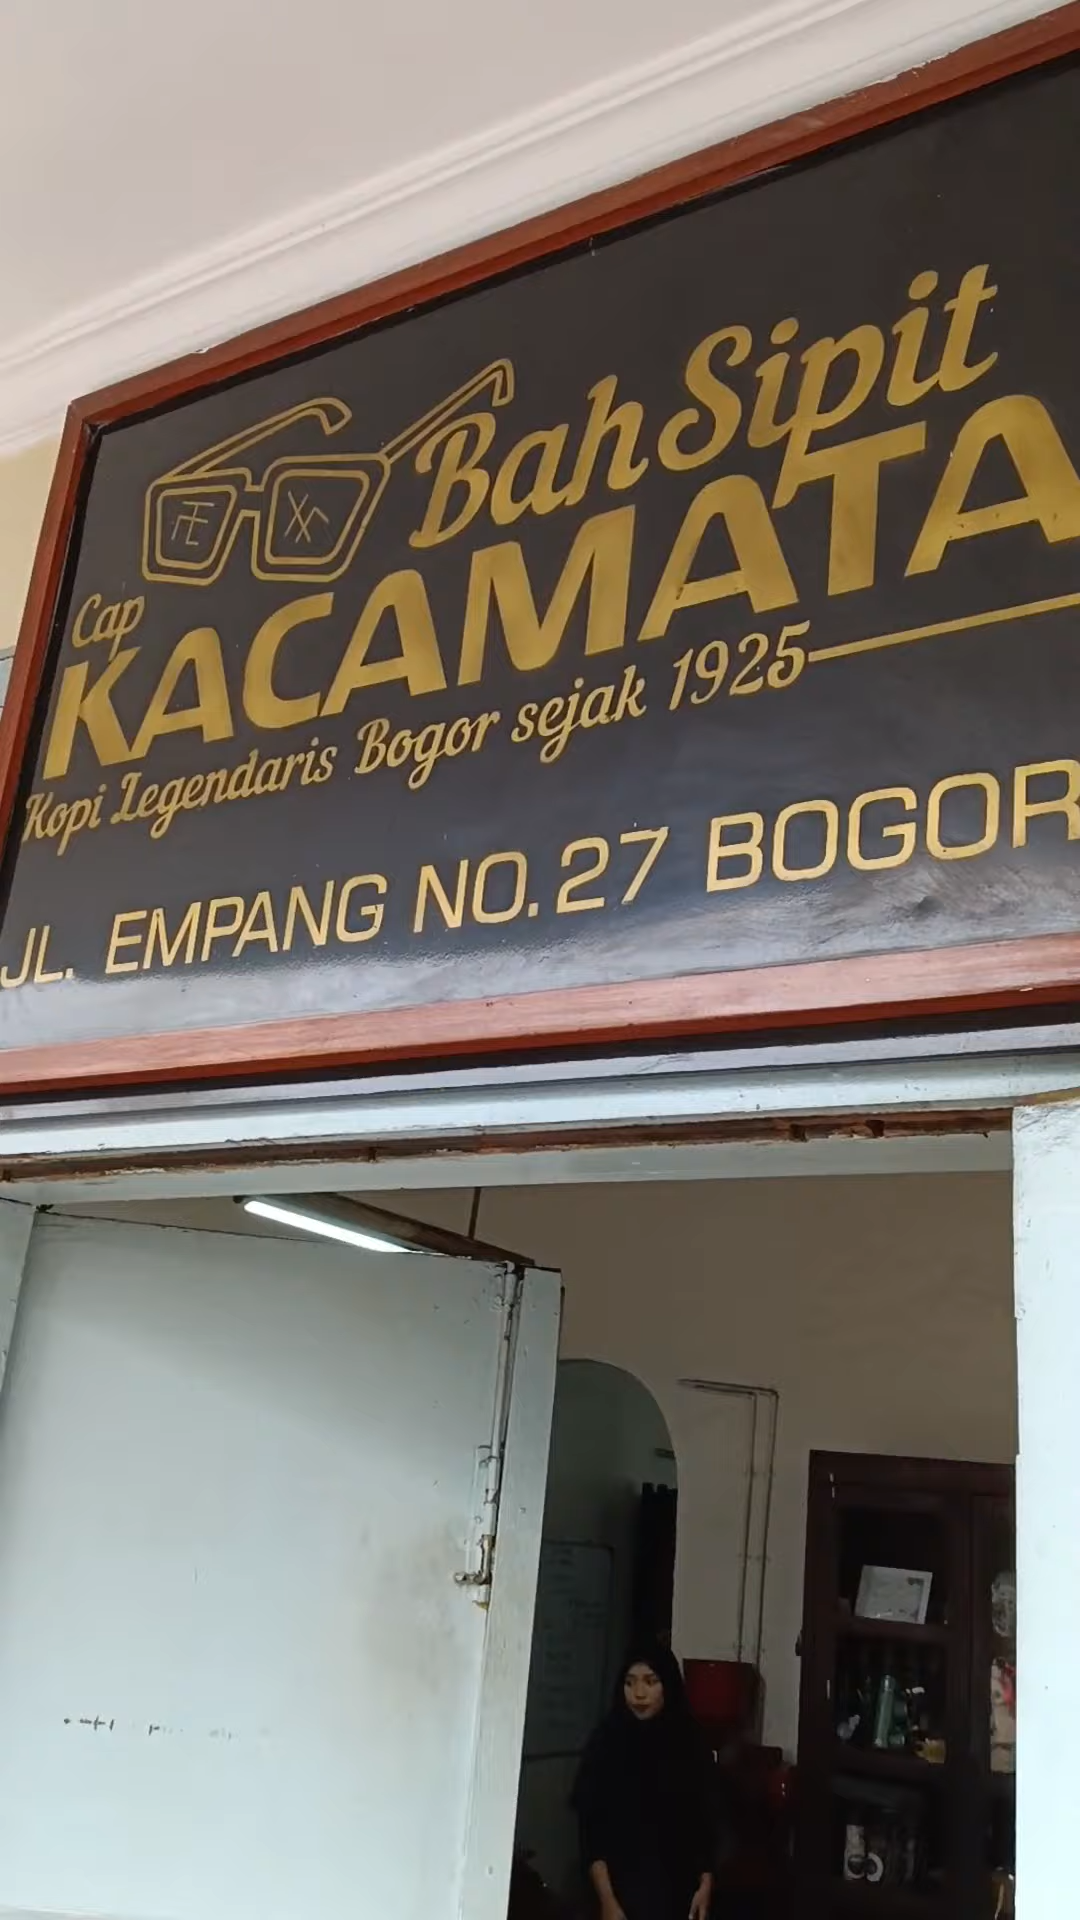 Bah Sipit
Cap
KACAMATA
Kopi Legendaris Bogor sejak 1925
JL. EMPANG NO. 27 BOGOR